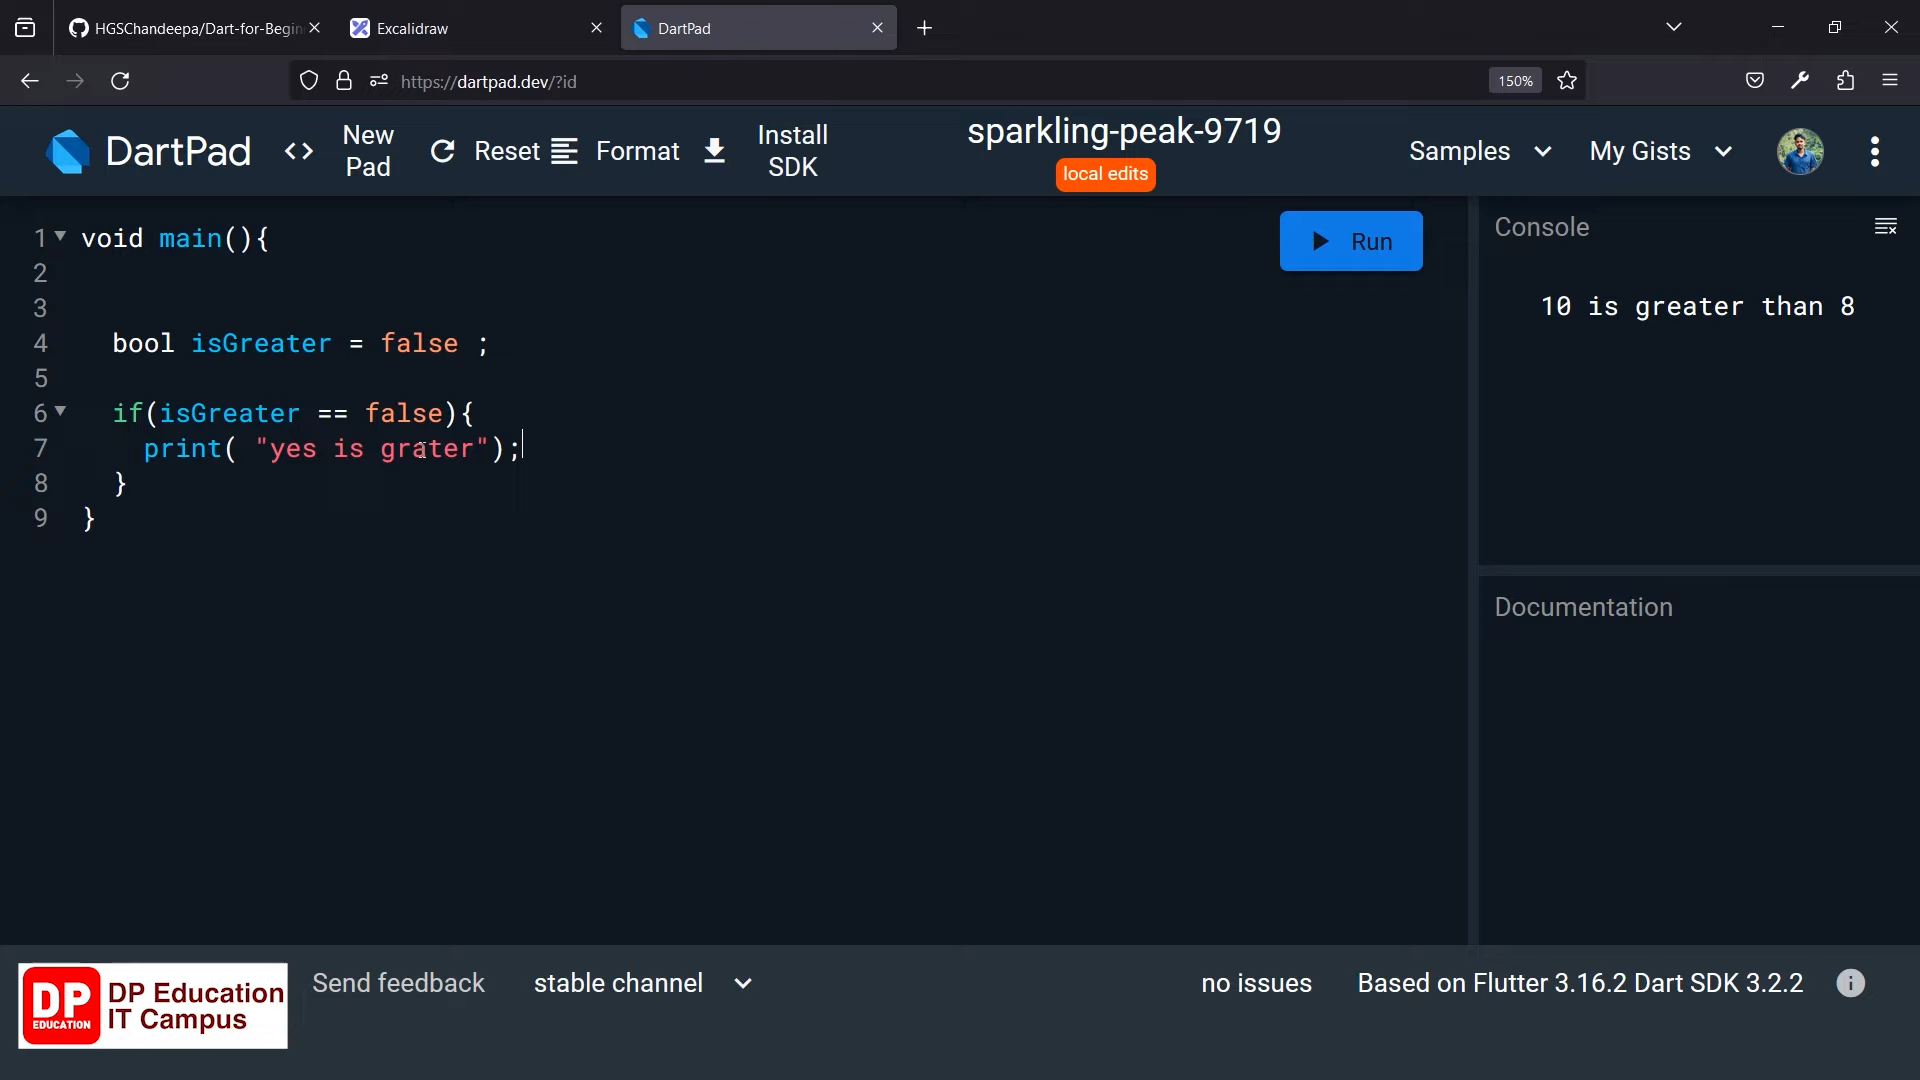 HGSChandeepa/Dart-for-Begin
Excalidraw
DartPad
https://dartpad.dev/?id
150%
DartPad
<> New Pad
Reset
Format
Install SDK
sparkling-peak-9719
local edits
Samples
My Gists
1 void main(){
2
3
4 bool isGreater = false ;
5
6 if(isGreater == false){
7 print( "yes is grater");
8 }
9 }
Run
Console
10 is greater than 8
Documentation
DP EDUCATION
DP Education
IT Campus
Send feedback
stable channel
no issues
Based on Flutter 3.16.2 Dart SDK 3.2.2